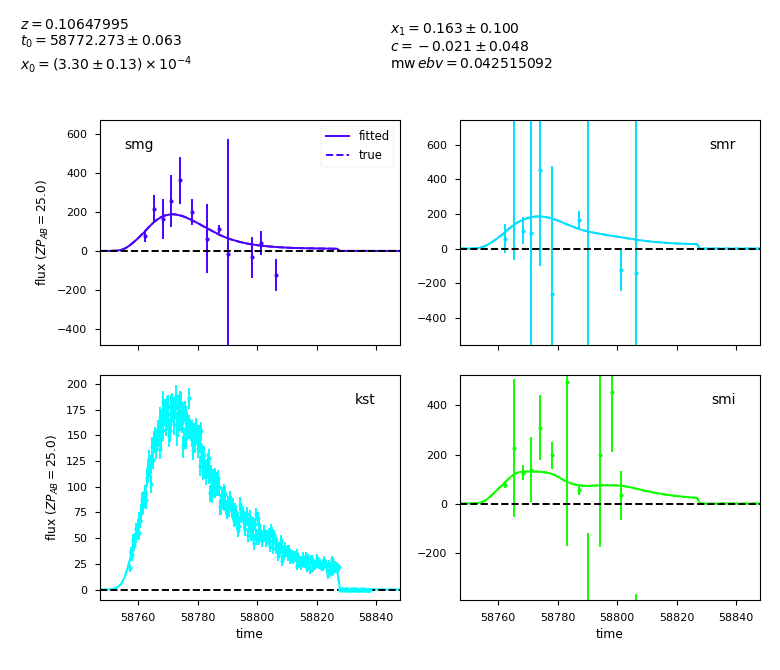 z = 0.10647995
t₀ = 58772.273 ± 0.063
x₀ = (3.30 ± 0.13) × 10⁻⁴
x₁ = 0.163 ± 0.100
c = −0.021 ± 0.048
mw ebv = 0.042515092
smg
fitted
true
600
400
200
0
−200
−400
flux (ZP_AB = 25.0)
smr
600
400
200
0
−200
−400
kst
200
175
150
125
100
75
50
25
0
flux (ZP_AB = 25.0)
58760 58780 58800 58820 58840
time
smi
400
200
0
−200
58760 58780 58800 58820 58840
time